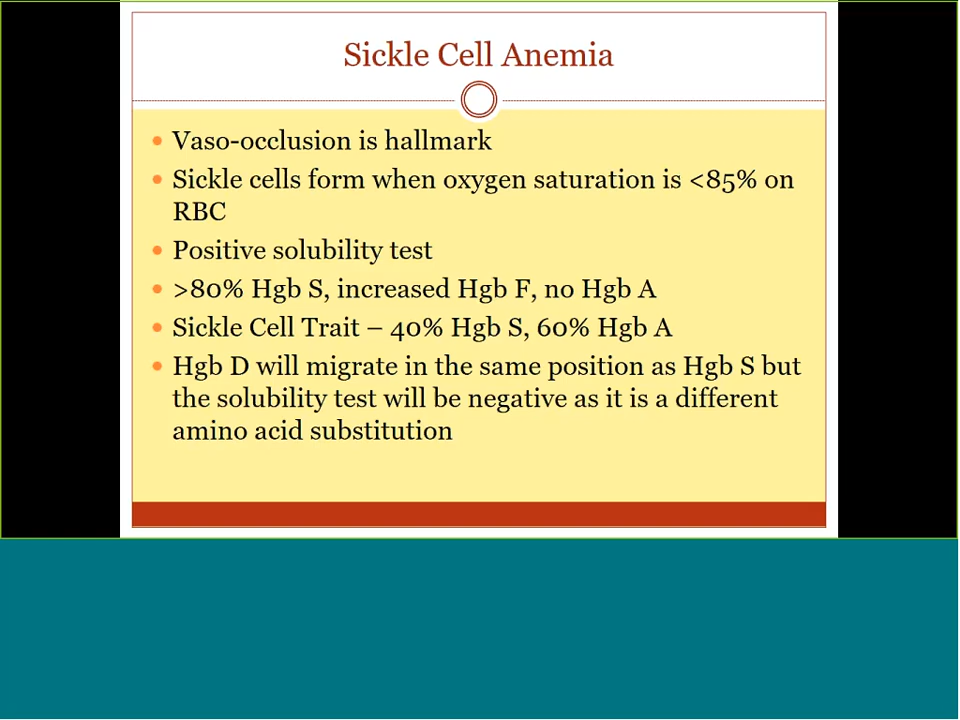 Sickle Cell Anemia
Vaso-occlusion is hallmark
Sickle cells form when oxygen saturation is <85% on
RBC
Positive solubility test
>80% Hgb S, increased Hgb F, no Hgb A
Sickle Cell Trait – 40% Hgb S, 60% Hgb A
Hgb D will migrate in the same position as Hgb S but
the solubility test will be negative as it is a different
amino acid substitution